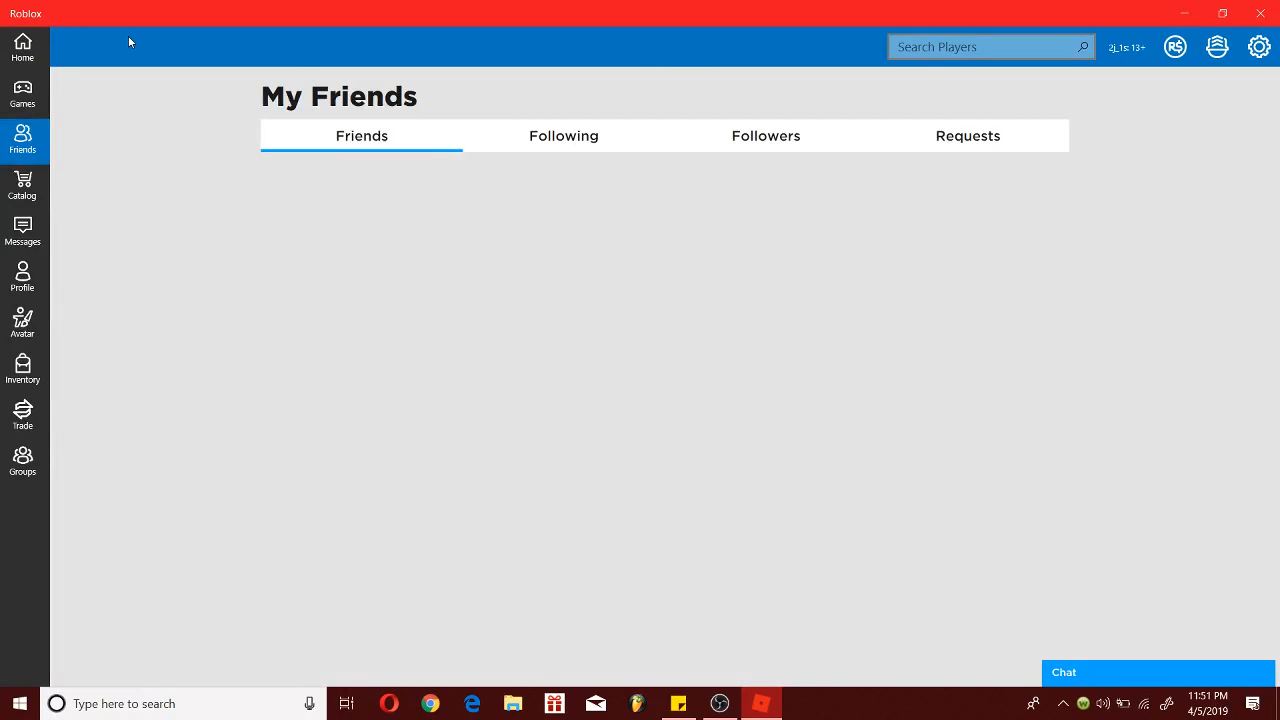 Roblox
Home
Games
Friends
Catalog
Messages
Profile
Avatar
Inventory
Trade
Groups
Search Players
2j_1s: 13+
R$
My Friends
Friends Following Followers Requests
Chat
Type here to search
11:51 PM
4/5/2019